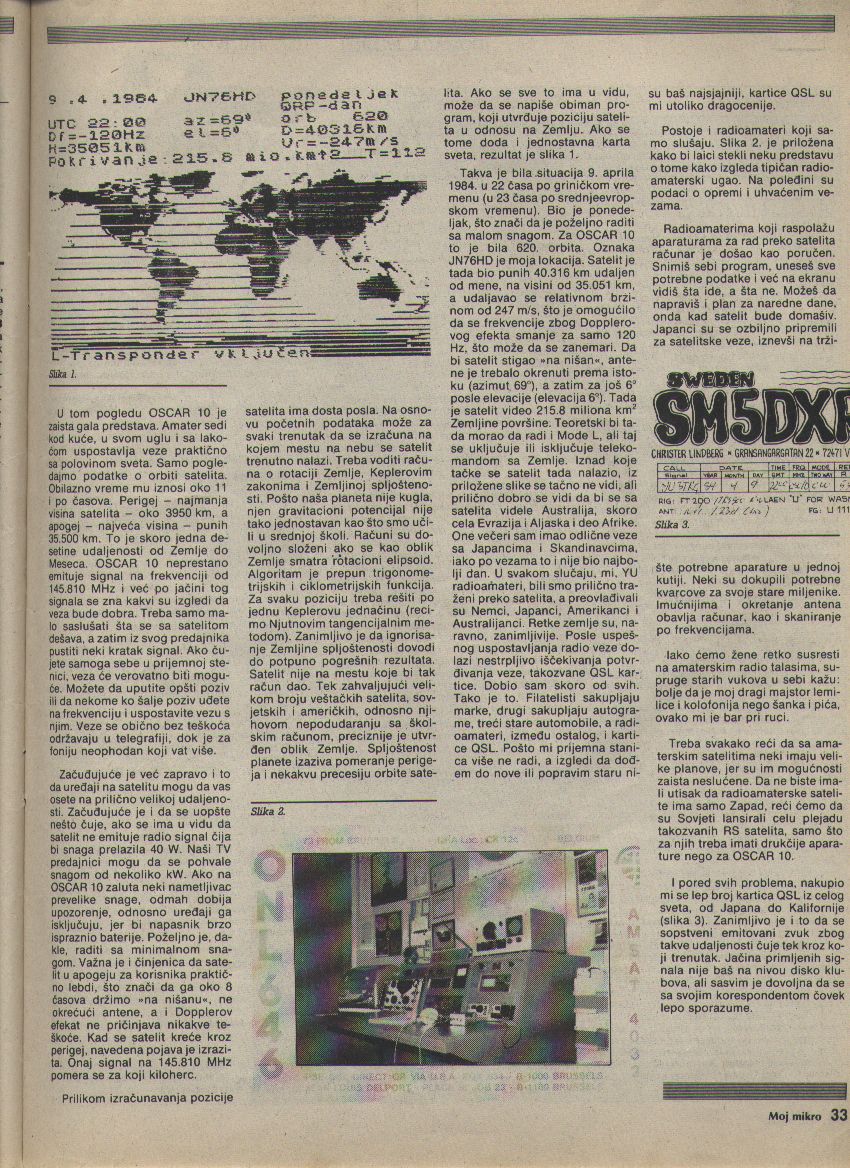 9 .4 .1984 JN76HD ponedeljek
QRP-dan
UTC 22:00 az=69° orb 620
Df=-120Hz el=6° D=40316km
H=35051km Vr=-247m/s
Pokrivanje:215.8 mio.km↑2 T=112
L-Transponder vključen
Slika 1.
U tom pogledu OSCAR 10 je
zaista gala predstava. Amater sedi
kod kuće, u svom uglu i sa lako-
ćom uspostavlja veze praktično
sa polovinom sveta. Samo pogle-
dajmo podatke o orbiti satelita.
Obilazno vreme mu iznosi oko 11
i po časova. Perigej – najmanja
visina satelita – oko 3950 km, a
apogej – najveća visina – punih
35.500 km. To je skoro jedna de-
setine udaljenosti od Zemlje do
Meseca. OSCAR 10 neprestano
emituje signal na frekvenciji od
145.810 MHz i već po jačini tog
signala se zna kakvi su izgledi da
veza bude dobra. Treba samo ma-
lo saslušati šta se sa satelitom
dešava, a zatim iz svog predajnika
pustiti neki kratak signal. Ako ču-
jete samoga sebe u prijemnoj ste-
nici, veza će verovatno biti mogu-
će. Možete da uputite opšti poziv
ili da nekome ko šalje poziv uđete
na frekvenciju i uspostavite vezu s
njim. Veze se obično bez teškoća
održavaju u telegrafiji, dok je za
foniju neophodan koji vat više.
Začuđujuće je već zapravo i to
da uređaji na satelitu mogu da vas
osete na prilično velikoj udaljeno-
sti. Začuđujuće je i da se uopšte
nešto čuje, ako se ima u vidu da
satelit ne emituje radio signal čija
bi snaga prelazila 40 W. Naši TV
predajnici mogu da se pohvale
snagom od nekoliko kW. Ako na
OSCAR 10 zaluta neki nametljivac
prevelike snage, odmah dobija
upozorenje, odnosno uređaji ga
isključuju, jer bi napasnik brzo
ispraznio baterije. Poželjno je, da-
kle, raditi sa minimalnom sna-
gom. Važna je i činjenica da sate-
lit u apogeju za korisnika praktič-
no lebdi, što znači da ga oko 8
časova držimo »na nišanu«, ne
okrećući antene, a i Dopplerov
efekat ne pričinjava nikakve te-
škoće. Kad se satelit kreće kroz
perigej, navedena pojava je izrazi-
ta. Onaj signal na 145.810 MHz
pomera se za koji kiloherc.
Prilikom izračunavanja pozicije
satelita ima dosta posla. Na osno-
vu početnih podataka može za
svaki trenutak da se izračuna na
kojem mestu na nebu se satelit
trenutno nalazi. Treba voditi raču-
na o rotaciji Zemlje, Keplerovim
zakonima i Zemljinoj spljošteno-
sti. Pošto naša planeta nije kugla,
njen gravitacioni potencijal nije
tako jednostavan kao što smo uči-
li u srednjoj školi. Računi su do-
voljno složeni ako se kao oblik
Zemlje smatra rotacioni elipsoid.
Algoritam je prepun trigonome-
trijskih i ciklometrijskih funkcija.
Za svaku poziciju treba rešiti po
jednu Keplerovu jednačinu (reci-
mo Njutnovim tangencijalnim me-
todom). Zanimljivo je da ignorisa-
nje Zemljine spljoštenosti dovodi
do potpuno pogrešnih rezultata.
Satelit nije na mestu koje bi tak
račun dao. Tek zahvaljujući veli-
kom broju veštačkih satelita, sov-
jetskih i američkih, odnosno nji-
hovom nepodudaranju sa škol-
skim računom, preciznije je utvr-
đen oblik Zemlje. Spljoštenost
planete izaziva pomeranje perige-
ja i nekakvu precesiju orbite sate-
lita. Ako se sve to ima u vidu,
može da se napiše obiman pro-
gram, koji utvrđuje poziciju sateli-
ta u odnosu na Zemlju. Ako se
tome doda i jednostavna karta
sveta, rezultat je slika 1.
Takva je bila situacija 9. aprila
1984. u 22 časa po griničkom vre-
menu (u 23 časa po srednjeevrop-
skom vremenu). Bio je ponede-
ljak, što znači da je poželjno raditi
sa malom snagom. Za OSCAR 10
to je bila 620. orbita. Oznaka
JN76HD je moja lokacija. Satelit je
tada bio punih 40.316 km udaljen
od mene, na visini od 35.051 km,
a udaljavao se relativnom brzi-
nom od 247 m/s, što je omogućilo
da se frekvencije zbog Dopplero-
vog efekta smanje za samo 120
Hz, što može da se zanemari. Da
bi satelit stigao »na nišan«, ante-
ne je trebalo okrenuti prema isto-
ku (azimut 69°), a zatim za još 6°
posle elevacije (elevacija 6°). Tada
je satelit video 215.8 miliona km²
Zemljine površine. Teoretski bi ta-
da morao da radi i Mode L, ali taj
se uključuje ili isključuje teleko-
mandom sa Zemlje. Iznad koje
tačke se satelit tada nalazio, iz
priložene slike se tačno ne vidi, ali
prilično dobro se vidi da bi se sa
satelita videle Australija, skoro
cela Evrazija i Aljaska i deo Afrike.
One večeri sam imao odlične veze
sa Japancima i Skandinavcima,
iako po vezama to i nije bio najbo-
lji dan. U svakom slučaju, mi, YU
radioamateri, bili smo prilično tra-
ženi preko satelita, a preovlađivali
su Nemci, Japanci, Amerikanci i
Australijanci. Retke zemlje su, na-
ravno, zanimljivije. Posle uspeš-
nog uspostavljanja radio veze do-
lazi nestrpljivo iščekivanja potvr-
đivanja veze, takozvane QSL kar-
tice. Dobio sam skoro od svih.
Tako je to. Filatelisti sakupljaju
marke, drugi sakupljaju autogra-
me, treći stare automobile, a radi-
oamateri, između ostalog, i karti-
ce QSL. Pošto mi prijemna stani-
ca više ne radi, a izgledi da dođ-
em do nove ili popravim staru ni-
su baš najsjajniji, kartice QSL su
mi utoliko dragocenije.
Postoje i radioamateri koji sa-
mo slušaju. Slika 2. je priložena
kako bi laici stekli neku predstavu
o tome kako izgleda tipičan radio-
amaterski ugao. Na poleđini su
podaci o opremi i uhvaćenim ve-
zama.
Radioamaterima koji raspolažu
aparaturama za rad preko satelita
računar je došao kao poručen.
Snimiš sebi program, uneseš sve
potrebne podatke i već na ekranu
vidiš šta ide, a šta ne. Možeš da
napraviš i plan za naredne dane,
onda kad satelit bude domašiv.
Japanci su se ozbiljno pripremili
za satelitske veze, iznevši na trži-
SWEDEN
SM5DXR
CHRISTER LINDBERG × GRANSANGARGATAN 22 × 72471 V
CALL DATE TIME FRQ MODE
Signal YEAR MONTH DAY GMT MHZ TWO WAY
RIG: FT 200 LAEN "U" FOR WASM
ANT: FG: U 111
Slika 3.
šte potrebne aparature u jednoj
kutiji. Neki su dokupili potrebne
kvarcove za svoje stare miljenike.
Imućnijima i okretanje antena
obavlja računar, kao i skaniranje
po frekvencijama.
Iako ćemo žene retko susresti
na amaterskim radio talasima, su-
pruge starih vukova u sebi kažu:
bolje da je moj dragi majstor lemi-
lice i kolofonija nego šanka i pića,
ovako mi je bar pri ruci.
Treba svakako reći da sa ama-
terskim satelitima neki imaju veli-
ke planove, jer su im mogućnosti
zaista neslućene. Da ne biste ima-
li utisak da radioamaterske sateli-
te ima samo Zapad, reći ćemo da
su Sovjeti lansirali celu plejadu
takozvanih RS satelita, samo što
za njih treba imati drukčije apara-
ture nego za OSCAR 10.
I pored svih problema, nakupio
mi se lep broj kartica QSL iz celog
sveta, od Japana do Kalifornije
(slika 3). Zanimljivo je i to da se
sopstveni emitovani zvuk zbog
takve udaljenosti čuje tek kroz ko-
ji trenutak. Jačina primljenih sig-
nala nije baš na nivou disko klu-
bova, ali sasvim je dovoljna da se
sa svojim korespondentom čovek
lepo sporazume.
Slika 2.
73 FROM BELGIUM
ONL6346
AMSAT 4032
DELPORT
BRUSSELS
Moj mikro 33